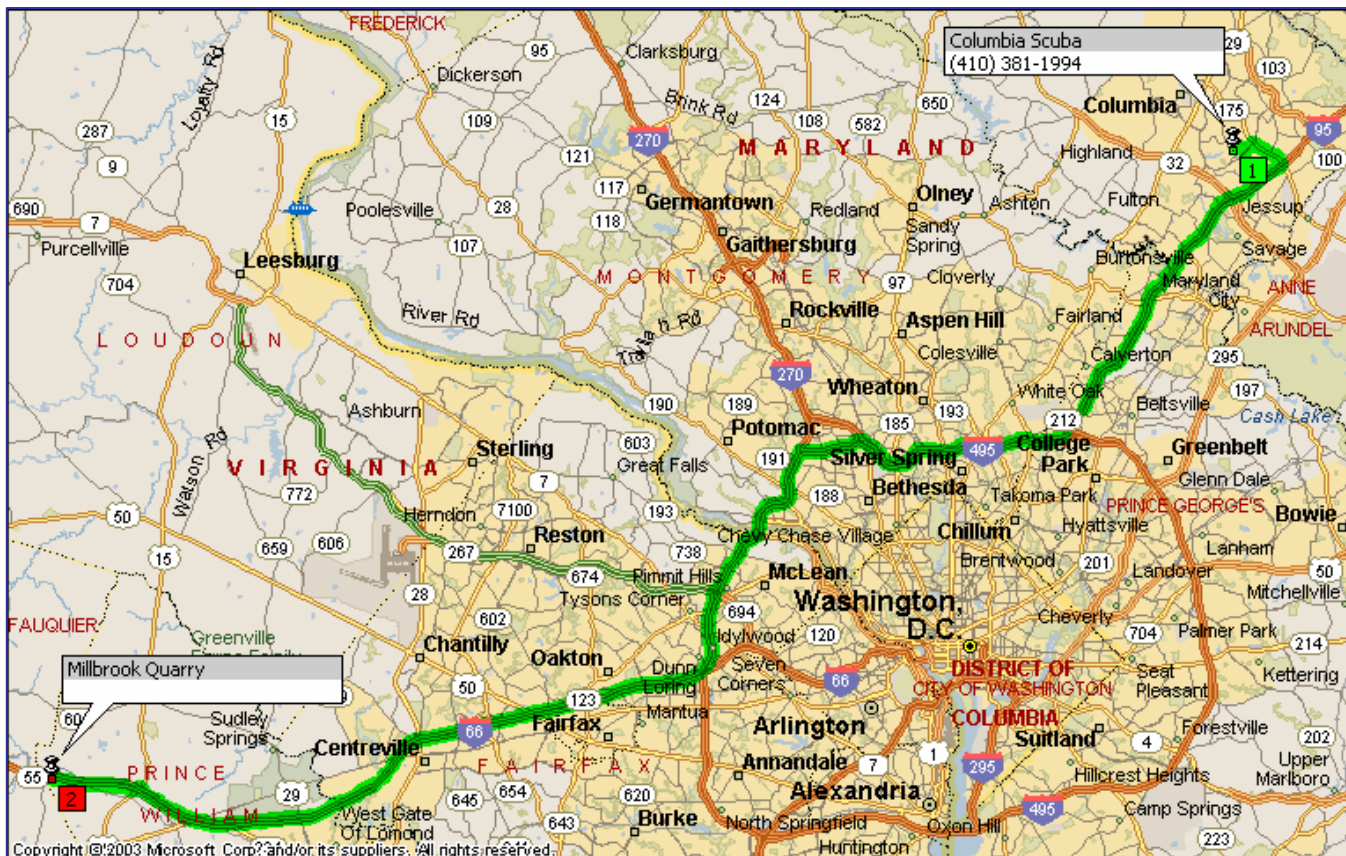 FREDERICK
95
Clarksburg
Dickerson
Brink Rd
124
108
582
650
Columbia Scuba
(410) 381-1994
29
103
Columbia
175
95
100
Loyalty Rd
15
287
9
109
121
270
MARYLAND
Highland
32
1
690
7
Purcellville
Poolesville
28
117
118
Germantown
Redland
Olney
Ashton
Fulton
Jessup
107
Gaithersburg
Sandy
Spring
Burtonsville
Savage
Leesburg
MONTGOMERY
97
Cloverly
Maryland
City
ANNE
704
River Rd
Rockville
Aspen Hill
Fairland
ARUNDEL
LOUDOUN
Colesville
Calverton
295
270
Wheaton
White Oak
197
Ashburn
190
189
185
193
212
Beltsville
Cash Lake
Watson Rd
Sterling
603
Potomac
495
College
Park
Greenbelt
VIRGINIA
Great Falls
191
Silver Spring
Glenn Dale
772
7
188
Bethesda
Takoma Park
PRINCE GEORGE'S
50
Herndon
7100
193
Chevy Chase Village
Chillum
Hyattsville
Bowie
15
659
606
267
Reston
738
Brentwood
201
Lanham
674
Pimmit Hills
McLean
Landover
50
28
Tysons Corner
694
Washington,
D.C.
Cheverly
Mitchellville
FAUQUIER
602
Idylwood
120
704
Palmer Park
214
Greenville
Chantilly
Oakton
Dunn
Loring
Seven
Corners
66
DISTRICT OF
COLUMBIA
CITY OF WASHINGTON
Seat
Pleasant
Kettering
Millbrook Quarry
50
123
Mantua
Arlington
Suitland
Forestville
202
Sudley
Springs
66
Fairfax
Centreville
1
4
Upper
Marlboro
55
PRINCE
WILLIAM
FAIRFAX
Annandale
7
295
Hillcrest Heights
2
29
645
654
620
Alexandria
495
Camp Springs
West Gate
Of Lomond
643
Burke
North Springfield
Oxon Hill
223
Huntington
Copyright © 2003 Microsoft Corp. and/or its suppliers. All rights reserved.